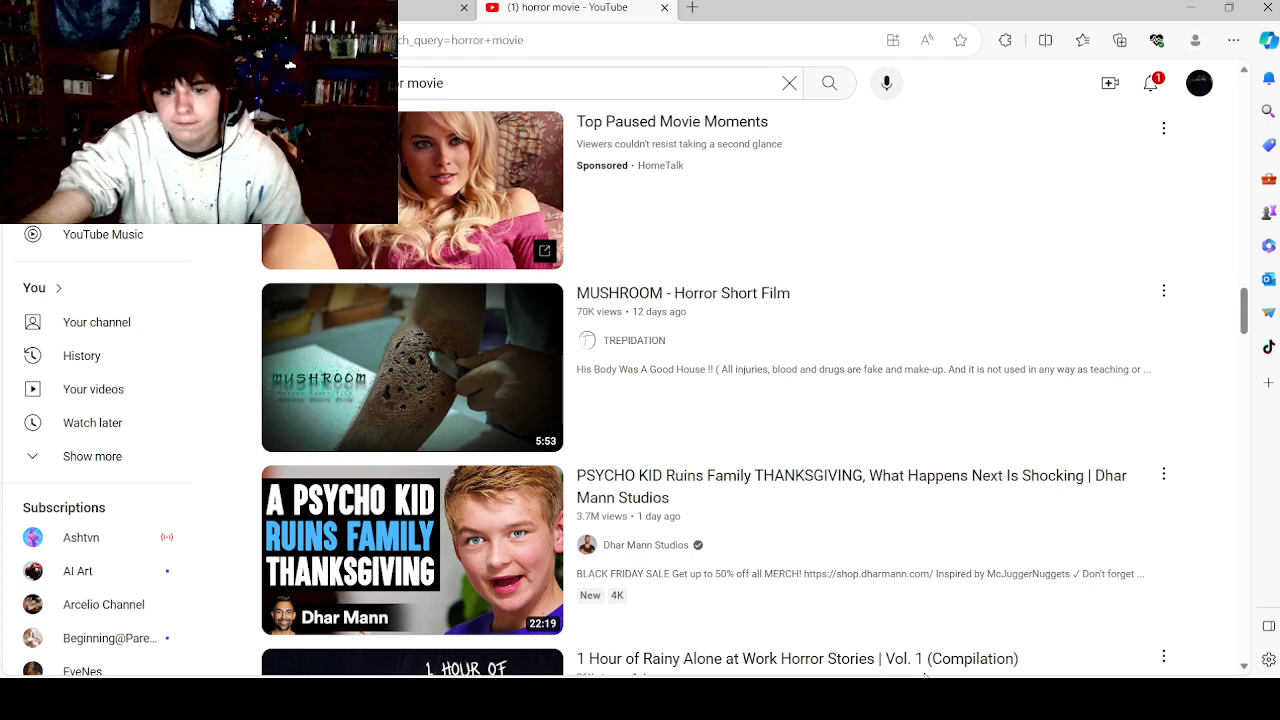 (1) horror movie - YouTube
ch_query=horror+movie
r movie
1
Top Paused Movie Moments
Viewers couldn't resist taking a second glance
Sponsored · HomeTalk
YouTube Music
You
Your channel
History
Your videos
Watch later
Show more
Subscriptions
Ashtvn
AI Art
Arcelio Channel
Beginning@Pare...
EveNes
MUSHROOM
5:53
MUSHROOM - Horror Short Film
70K views • 12 days ago
TREPIDATION
His Body Was A Good House !! ( All injuries, blood and drugs are fake and make-up. And it is not used in any way as teaching or ...
A PSYCHO KID
RUINS FAMILY
THANKSGIVING
Dhar Mann
22:19
PSYCHO KID Ruins Family THANKSGIVING, What Happens Next Is Shocking | Dhar
Mann Studios
3.7M views • 1 day ago
Dhar Mann Studios
BLACK FRIDAY SALE Get up to 50% off all MERCH! https://shop.dharmann.com/ Inspired by McJuggerNuggets ✓ Don't forget ...
New 4K
1 HOUR OF
1 Hour of Rainy Alone at Work Horror Stories | Vol. 1 (Compilation)